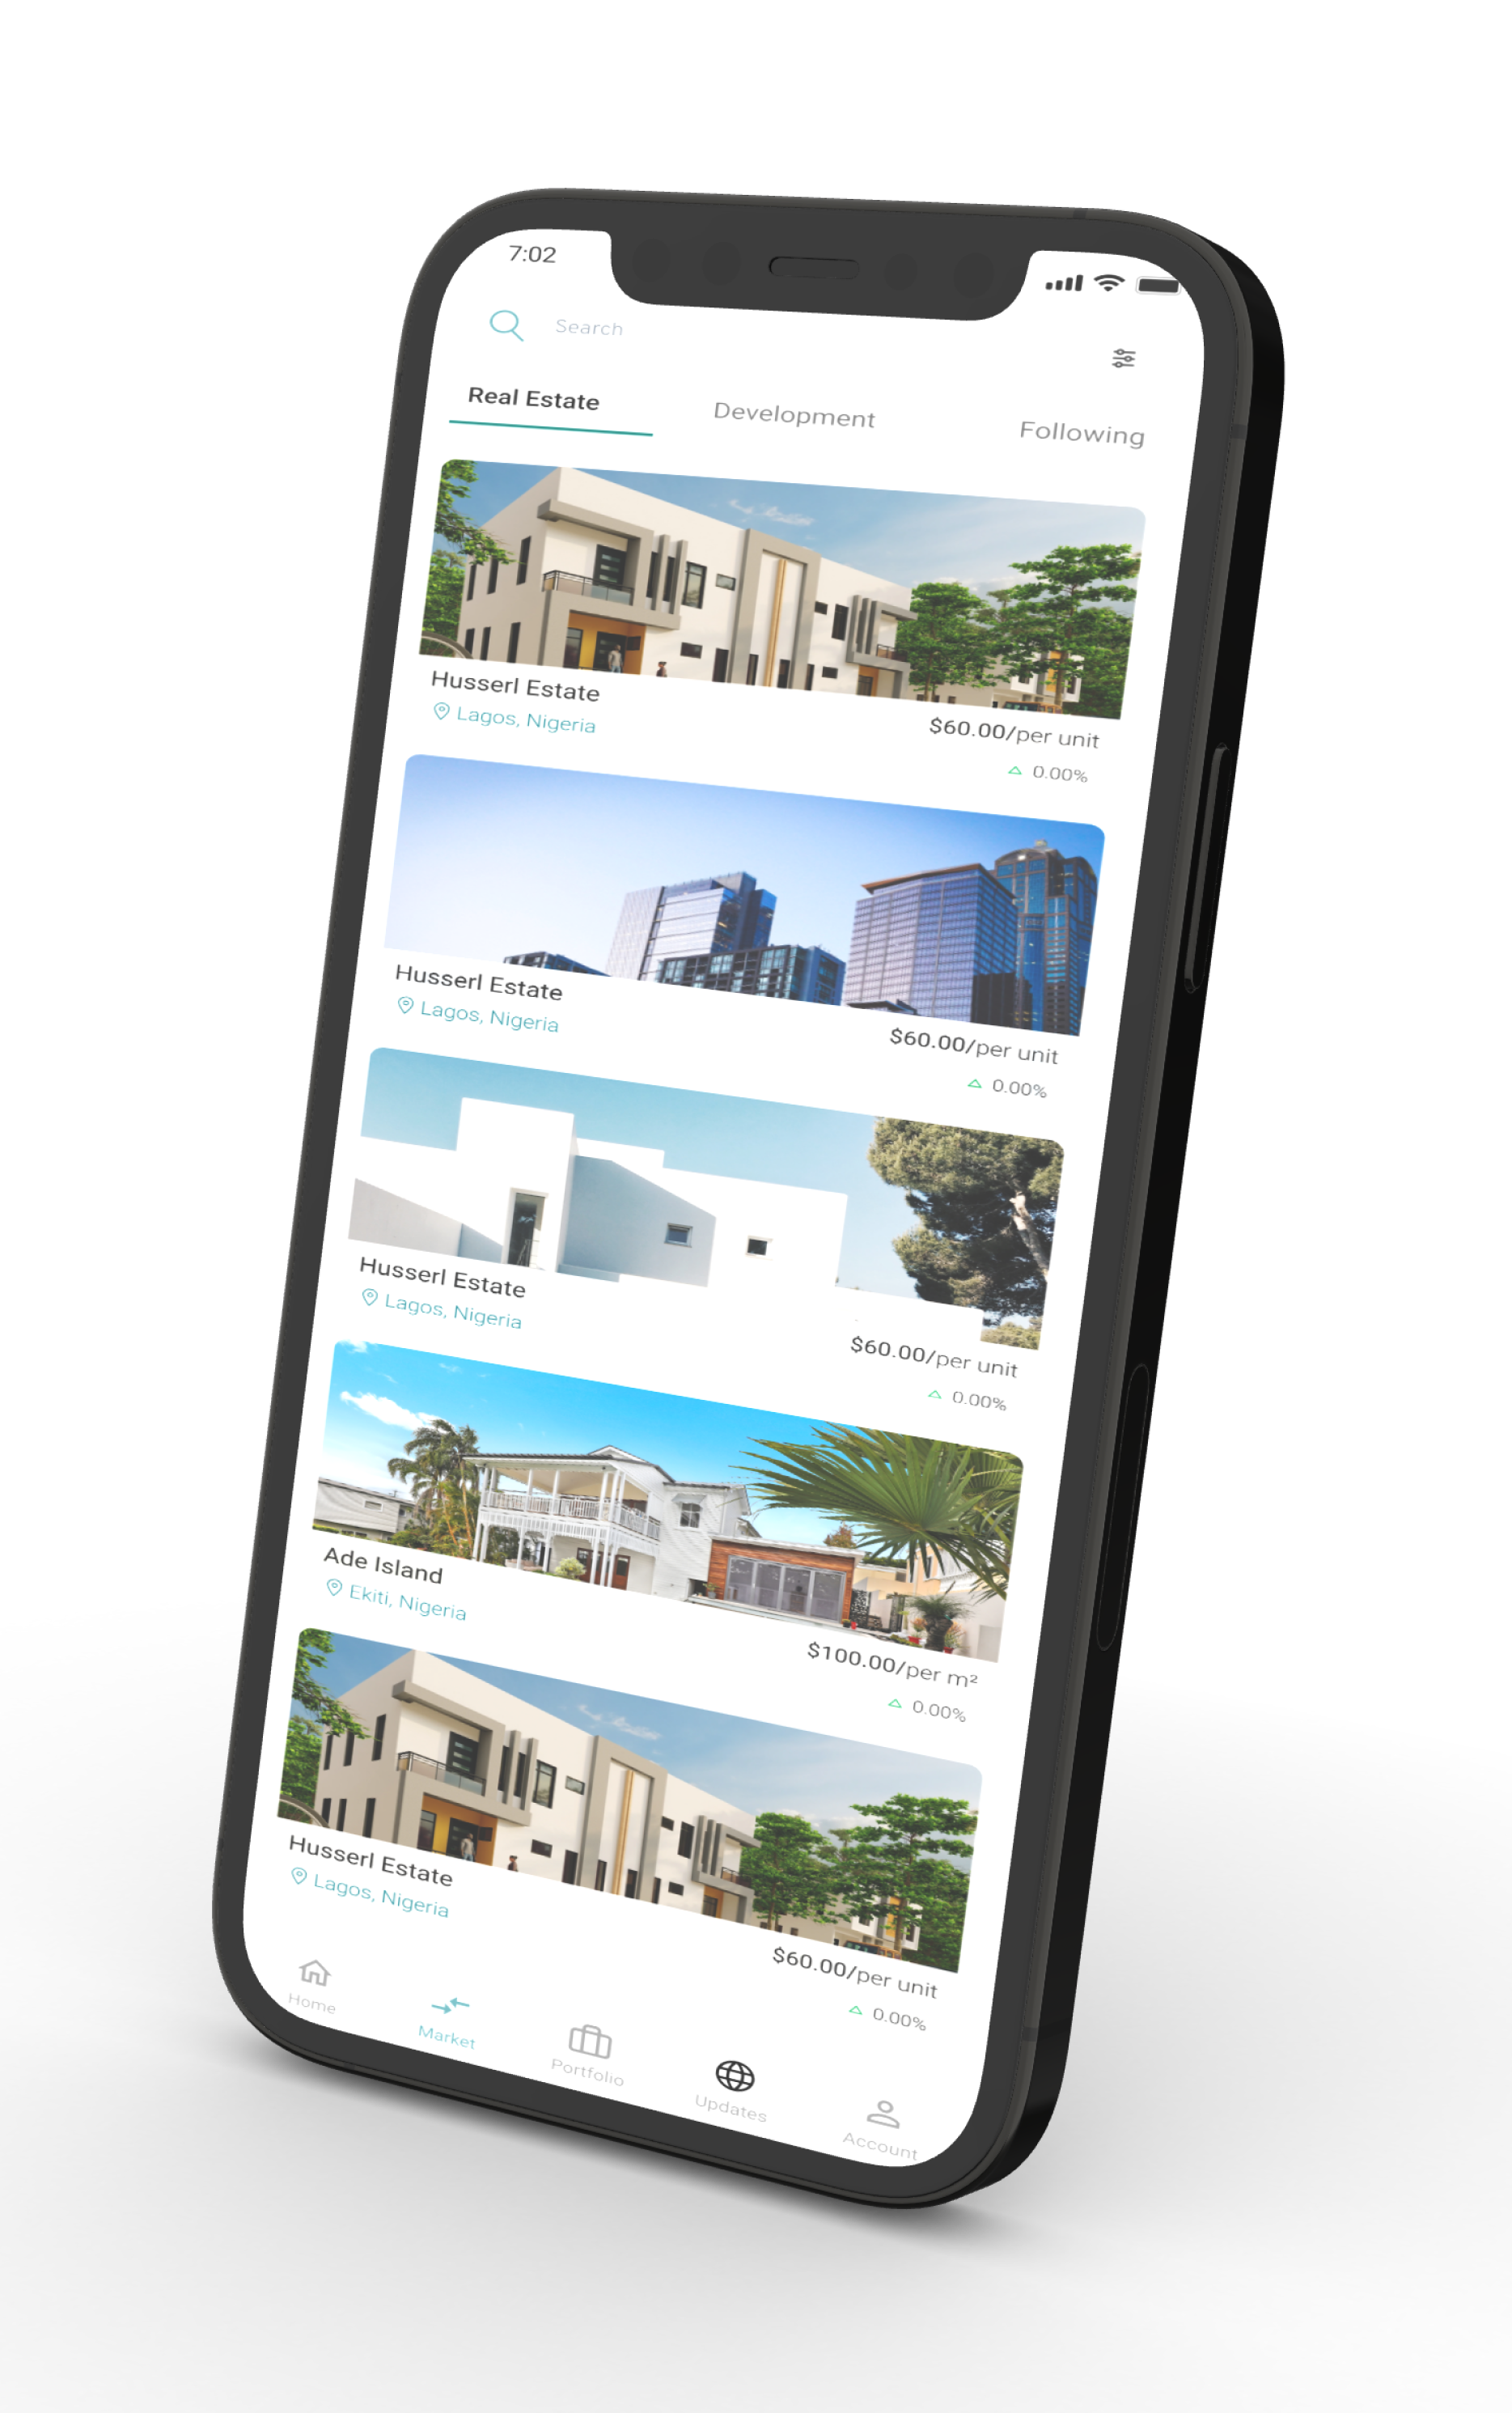 7:02
Search
Real Estate
Development
Following
Husserl Estate
Lagos, Nigeria
$60.00/per unit
0.00%
Husserl Estate
Lagos, Nigeria
$60.00/per unit
0.00%
Husserl Estate
Lagos, Nigeria
$60.00/per unit
0.00%
Ade Island
Ekiti, Nigeria
$100.00/per m²
0.00%
Husserl Estate
Lagos, Nigeria
$60.00/per unit
0.00%
Home
Market
Portfolio
Updates
Account